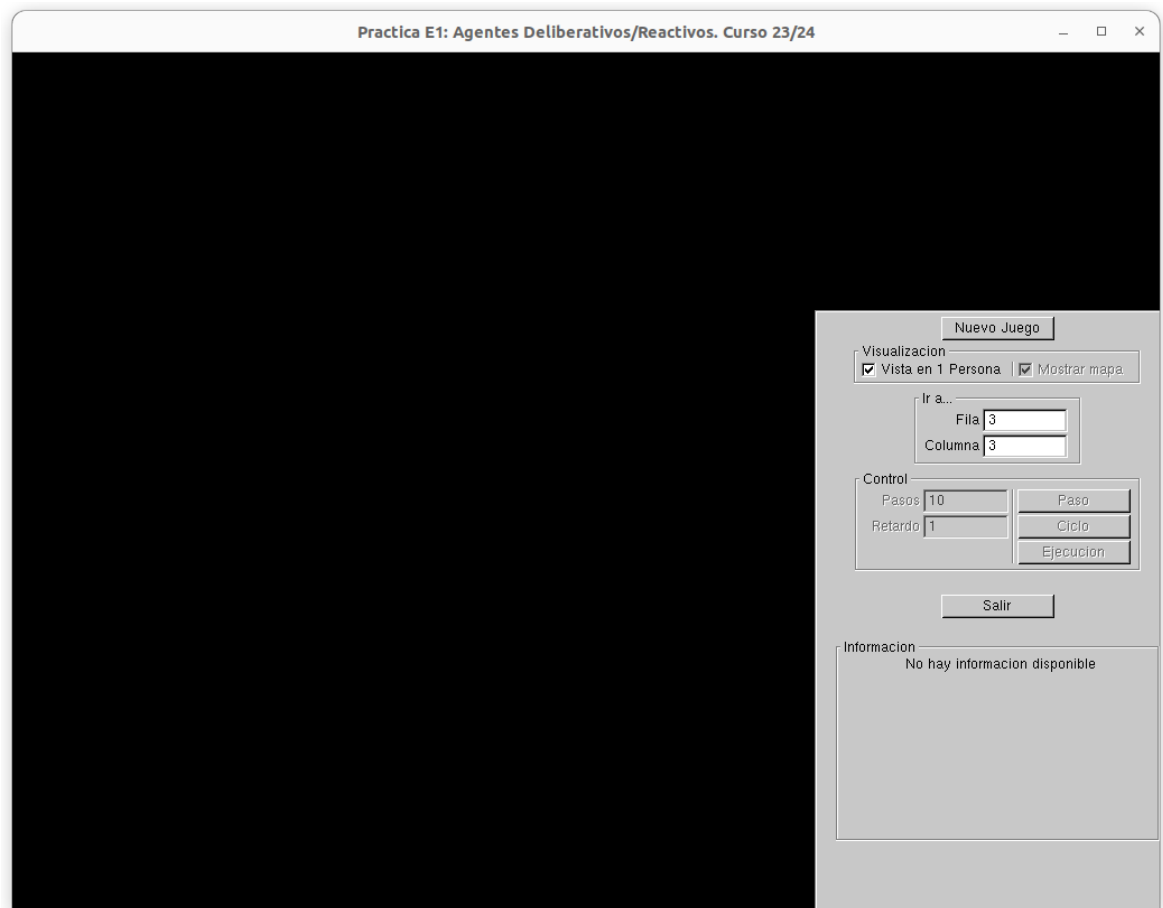 Practica E1: Agentes Deliberativos/Reactivos. Curso 23/24
Nuevo Juego
Visualizacion
Vista en 1 Persona Mostrar mapa
Ir a...
Fila 3
Columna 3
Control
Pasos 10 Paso
Retardo 1 Ciclo
Ejecucion
Salir
Informacion
No hay informacion disponible